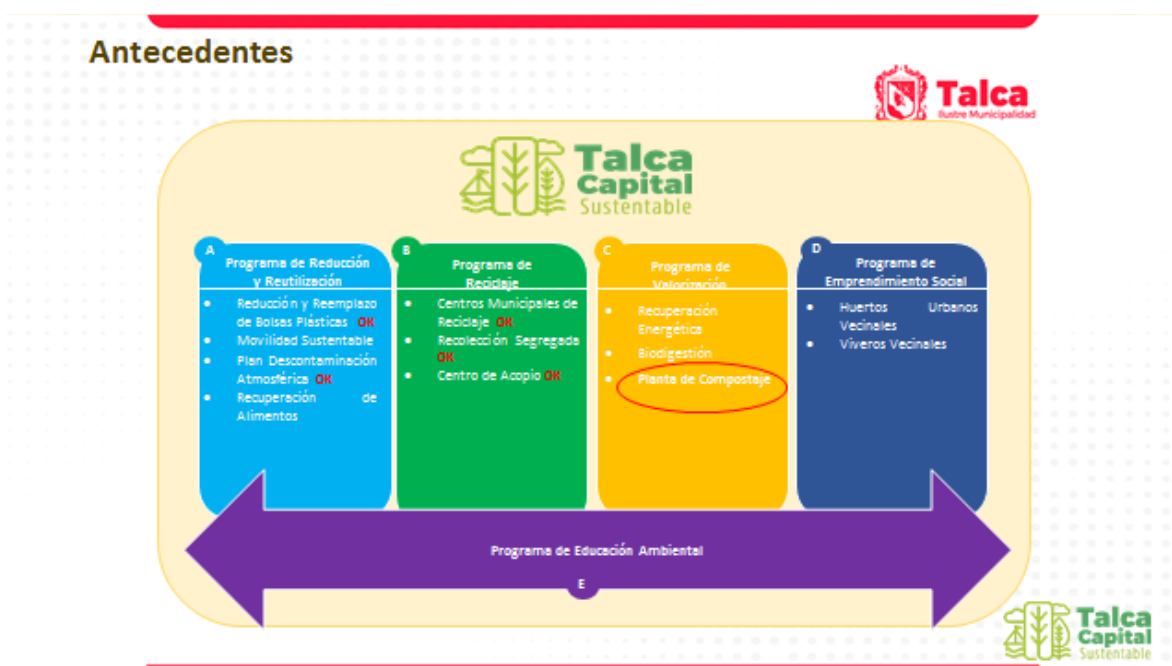 Antecedentes
Talca
Ilustre Municipalidad
Talca
Capital
Sustentable
A
Programa de Reducción
y Reutilización
• Reducción y Reemplazo
de Bolsas Plásticas OK
• Movilidad Sustentable
• Plan Descontaminación
Atmosférica OK
• Recuperación de
Alimentos
B
Programa de
Reciclaje
• Centros Municipales de
Reciclaje OK
• Recolección Segregada
OK
• Centro de Acopio OK
C
Programa de
Valorización
• Recuperación
Energética
• Biodigestión
• Planta de Compostaje
D
Programa de
Emprendimiento Social
• Huertos Urbanos
Vecinales
• Viveros Vecinales
Programa de Educación Ambiental
E
Talca
Capital
Sustentable